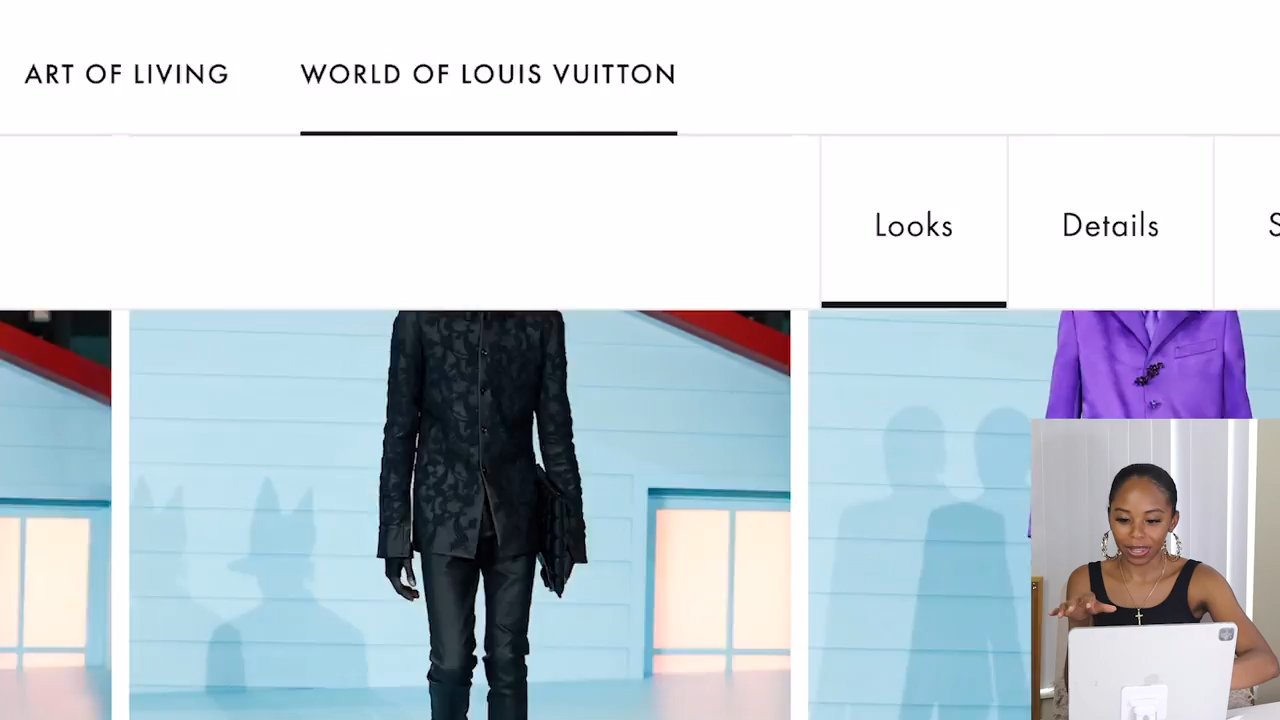 ART OF LIVING
WORLD OF LOUIS VUITTON
Looks
Details
S